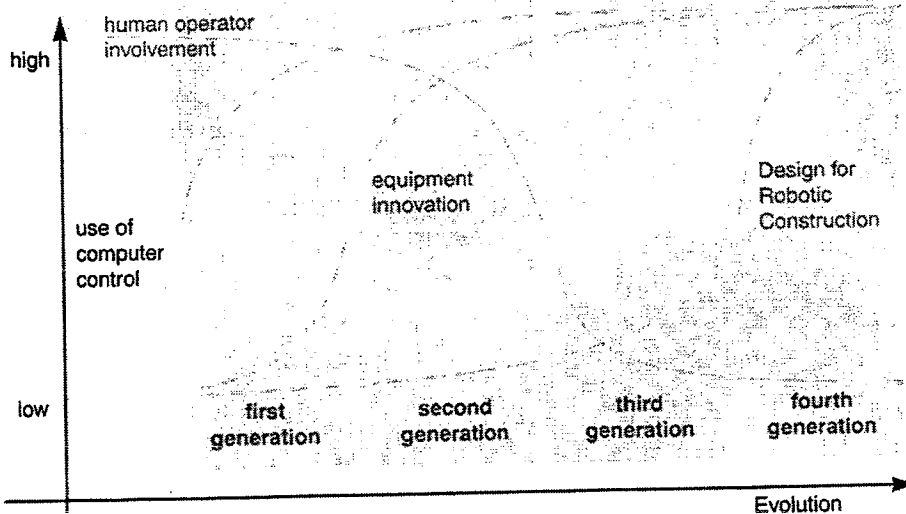 human operator
involvement
high
equipment
innovation
Design for
Robotic
Construction
use of
computer
control
low
first
generation
second
generation
third
generation
fourth
generation
Evolution